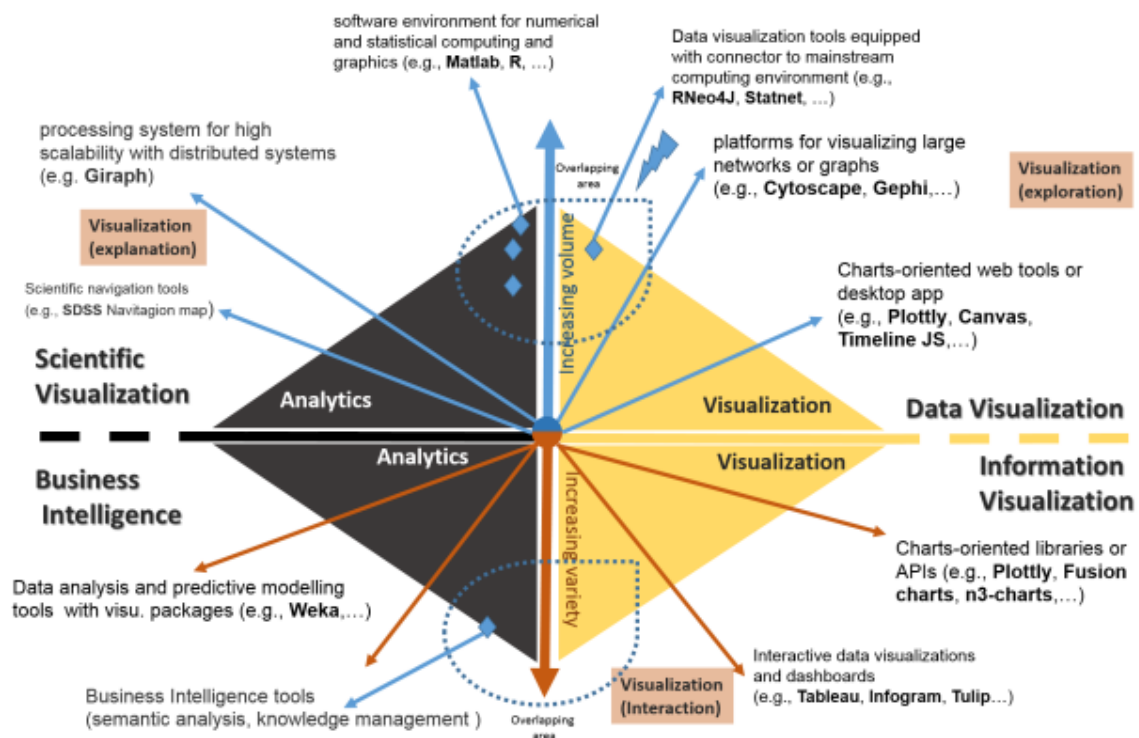 software environment for numerical
and statistical computing and
graphics (e.g., Matlab, R, …)
Data visualization tools equipped
with connector to mainstream
computing environment (e.g.,
RNeo4J, Statnet, …)
processing system for high
scalability with distributed systems
(e.g. Giraph)
platforms for visualizing large
networks or graphs
(e.g., Cytoscape, Gephi,…)
Overlapping
area
Visualization
(exploration)
Visualization
(explanation)
Increasing volume
Scientific navigation tools
(e.g., SDSS Navitagion map)
Charts-oriented web tools or
desktop app
(e.g., Plottly, Canvas,
Timeline JS,…)
Scientific
Visualization
Analytics
Visualization
Data Visualization
Analytics
Visualization
Business
Intelligence
Information
Visualization
Increasing variety
Data analysis and predictive modelling
tools with visu. packages (e.g., Weka,…)
Charts-oriented libraries or
APIs (e.g., Plottly, Fusion
charts, n3-charts,…)
Business Intelligence tools
(semantic analysis, knowledge management )
Overlapping
area
Visualization
(Interaction)
Interactive data visualizations
and dashboards
(e.g., Tableau, Infogram, Tulip…)